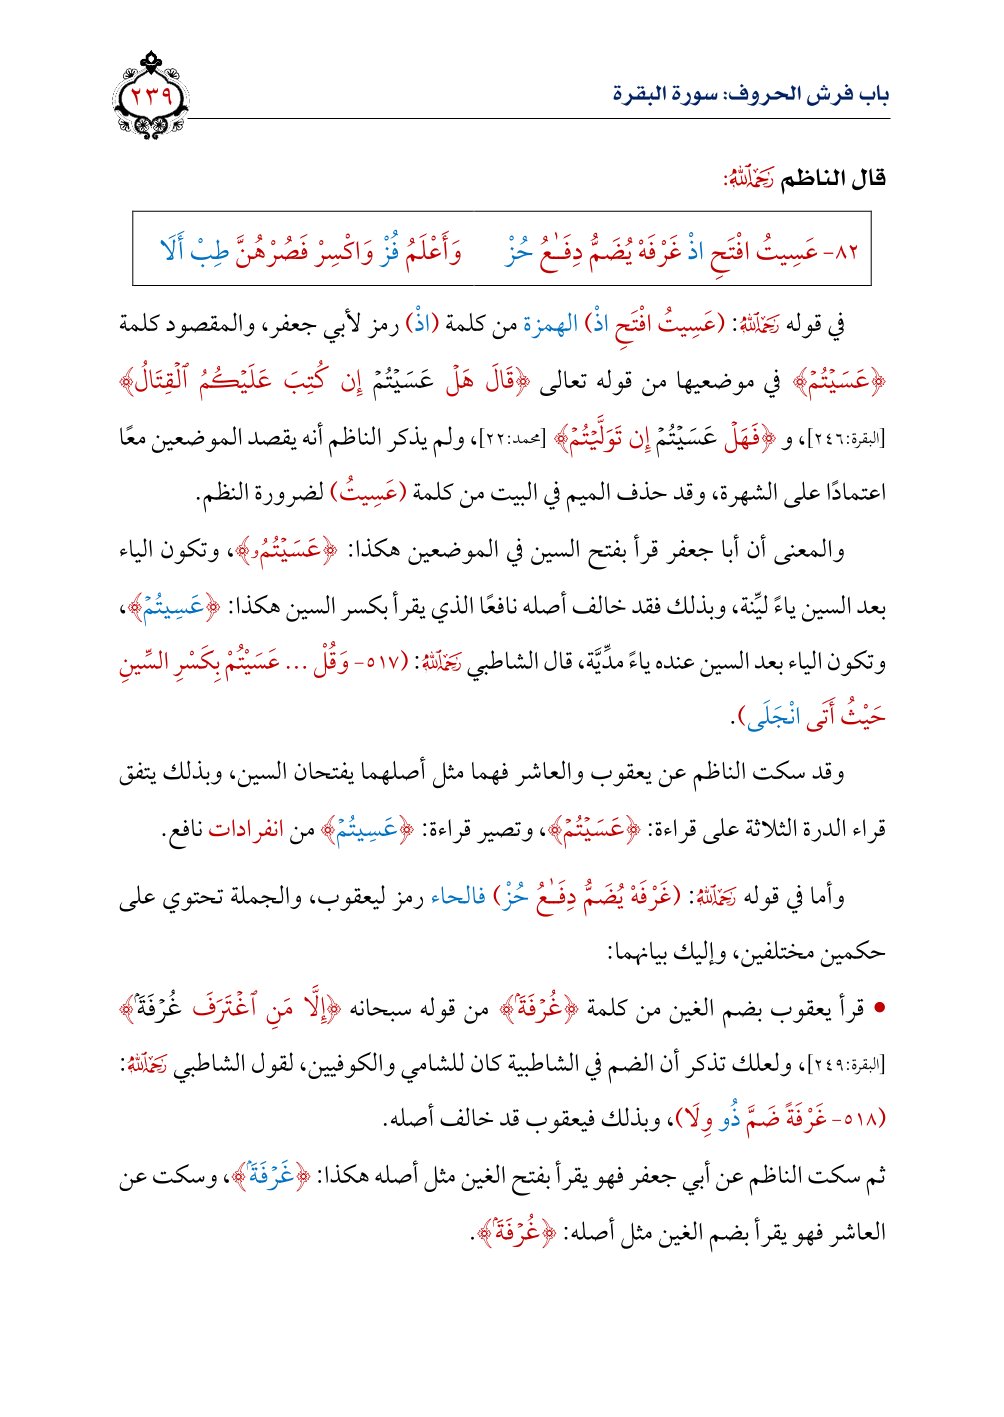 باب فرش الحروف: سورة البقرة
٢٣٩
قال الناظم رَحِمَهُ ٱللَّهُ:
٨٢- عَسِيتُ افْتَحِ اذْ غَرْفَهْ يُضَمُّ دِفَـٰعُ حُزْ وَأَعْلَمُ فُزْ وَاكْسِرْ فَصُرْهُنَّ طِبْ أَلَا
في قوله رَحِمَهُ ٱللَّهُ: (عَسِيتُ افْتَحِ اذْ) الهمزة من كلمة (اذْ) رمز لأبي جعفر، والمقصود كلمة
﴿عَسَيۡتُمۡ﴾ في موضعيها من قوله تعالى ﴿قَالَ هَلۡ عَسَيۡتُمۡ إِن كُتِبَ عَلَيۡكُمُ ٱلۡقِتَالُ﴾
[البقرة:٢٤٦]، و ﴿فَهَلۡ عَسَيۡتُمۡ إِن تَوَلَّيۡتُمۡ﴾ [محمد:٢٢]، ولم يذكر الناظم أنه يقصد الموضعين معًا
اعتمادًا على الشهرة، وقد حذف الميم في البيت من كلمة (عَسِيتُ) لضرورة النظم.
والمعنى أن أبا جعفر قرأ بفتح السين في الموضعين هكذا: ﴿عَسَيۡتُمُۥ﴾، وتكون الياء
بعد السين ياءً ليِّنة، وبذلك فقد خالف أصله نافعًا الذي يقرأ بكسر السين هكذا: ﴿عَسِيتُمۡ﴾،
وتكون الياء بعد السين عنده ياءً مدِّيَّة، قال الشاطبي رَحِمَهُ ٱللَّهُ: (٥١٧- وَقُلْ ... عَسَيْتُمْ بِكَسْرِ السِّينِ
حَيْثُ أَتَى انْجَلَى).
وقد سكت الناظم عن يعقوب والعاشر فهما مثل أصلهما يفتحان السين، وبذلك يتفق
قراء الدرة الثلاثة على قراءة: ﴿عَسَيۡتُمۡ﴾، وتصير قراءة: ﴿عَسِيتُمۡ﴾ من انفرادات نافع.
وأما في قوله رَحِمَهُ ٱللَّهُ: (غَرْفَهْ يُضَمُّ دِفَـٰعُ حُزْ) فالحاء رمز ليعقوب، والجملة تحتوي على
حكمين مختلفين، وإليك بيانهما:
• قرأ يعقوب بضم الغين من كلمة ﴿غُرۡفَةَۢ﴾ من قوله سبحانه ﴿إِلَّا مَنِ ٱغۡتَرَفَ غُرۡفَةَۢ﴾
[البقرة:٢٤٩]، ولعلك تذكر أن الضم في الشاطبية كان للشامي والكوفيين، لقول الشاطبي رَحِمَهُ ٱللَّهُ:
(٥١٨- غَرْفَةً ضَمَّ ذُو وِلَا)، وبذلك فيعقوب قد خالف أصله.
ثم سكت الناظم عن أبي جعفر فهو يقرأ بفتح الغين مثل أصله هكذا: ﴿غَرۡفَةَۢ﴾، وسكت عن
العاشر فهو يقرأ بضم الغين مثل أصله: ﴿غُرۡفَةَۢ﴾.